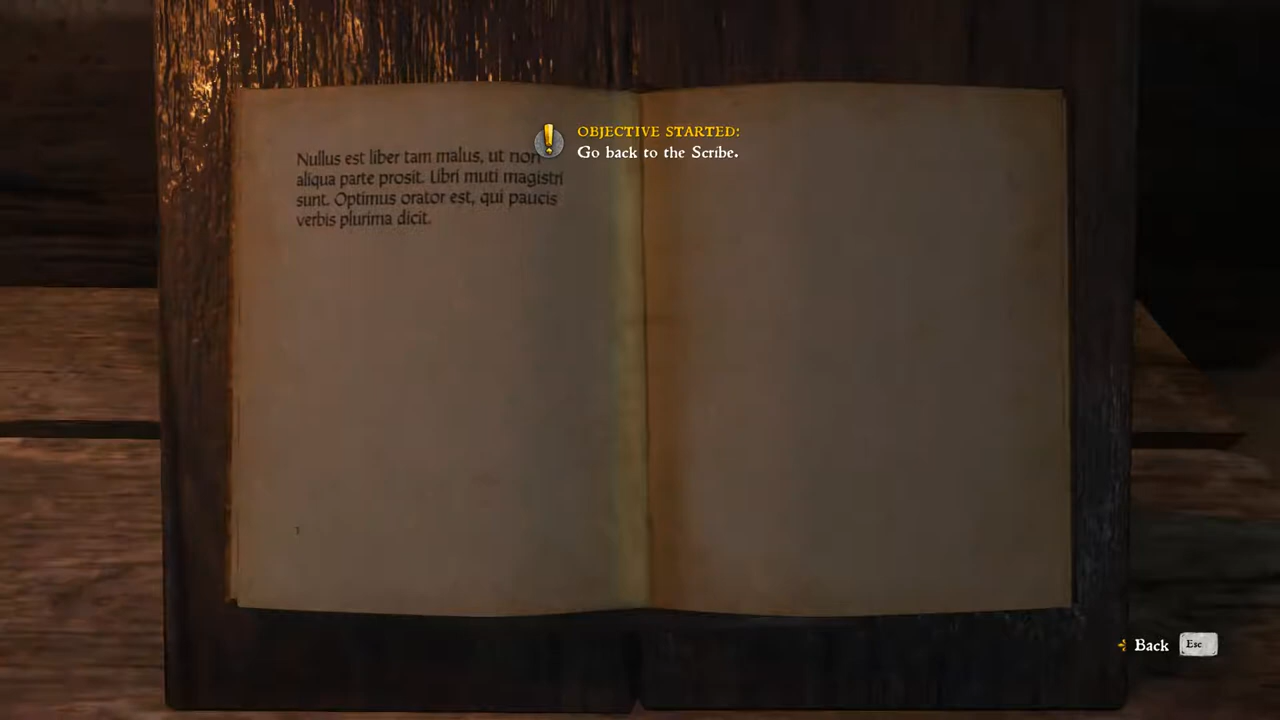 OBJECTIVE STARTED:
Go back to the Scribe.
Nullus est liber tam malus, ut non
aliqua parte prosit. Libri muti magistri
sunt. Optimus orator est, qui paucis
verbis plurima dicit.
1
Back
Esc